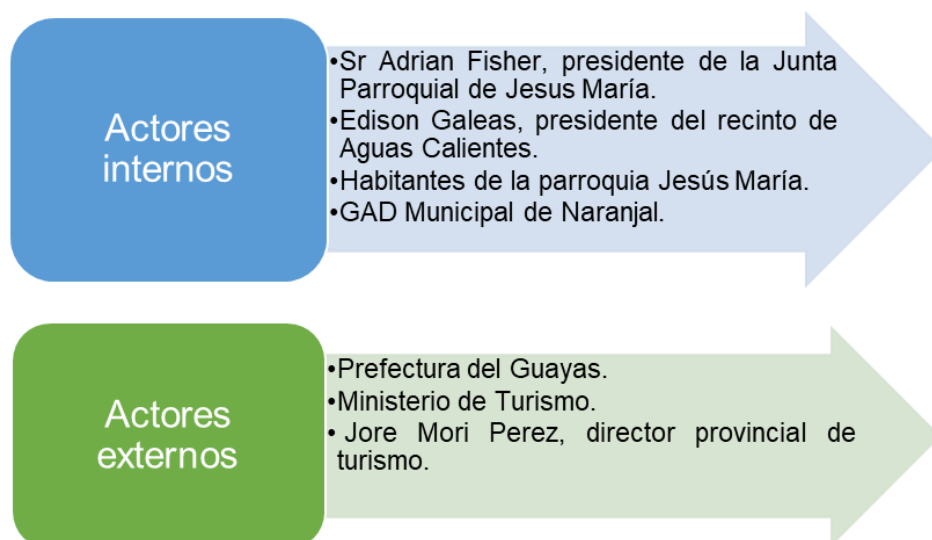 Actores
internos
•Sr Adrian Fisher, presidente de la Junta
Parroquial de Jesus María.
•Edison Galeas, presidente del recinto de
Aguas Calientes.
•Habitantes de la parroquia Jesús María.
•GAD Municipal de Naranjal.
Actores
externos
•Prefectura del Guayas.
•Ministerio de Turismo.
• Jore Mori Perez, director provincial de
turismo.